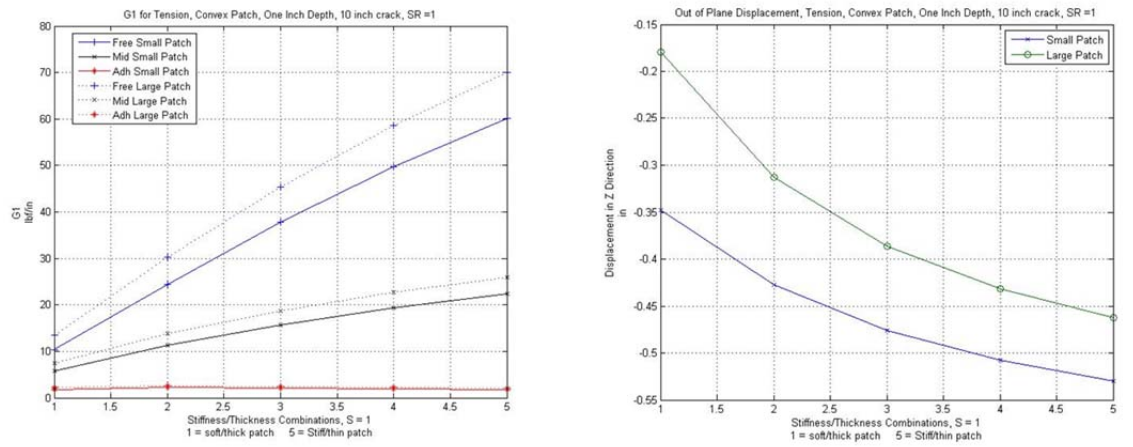 G1 for Tension, Convex Patch, One Inch Depth, 10 inch crack, SR =1
80
70
60
50
40
30
20
10
0
G1
lbf/in
Free Small Patch
Mid Small Patch
Adh Small Patch
Free Large Patch
Mid Large Patch
Adh Large Patch
1 1.5 2 2.5 3 3.5 4 4.5 5
Stiffness/Thickness Combinations, S = 1
1 = soft/thick patch 5 = Stiff/thin patch
Out of Plane Displacement, Tension, Convex Patch, One Inch Depth, 10 inch crack, SR =1
-0.15
-0.2
-0.25
-0.3
-0.35
-0.4
-0.45
-0.5
-0.55
Displacement in Z Direction
in
Small Patch
Large Patch
1 1.5 2 2.5 3 3.5 4 4.5 5
Stiffness/Thickness Combinations, S = 1
1 = soft/thick patch 5 = Stiff/thin patch